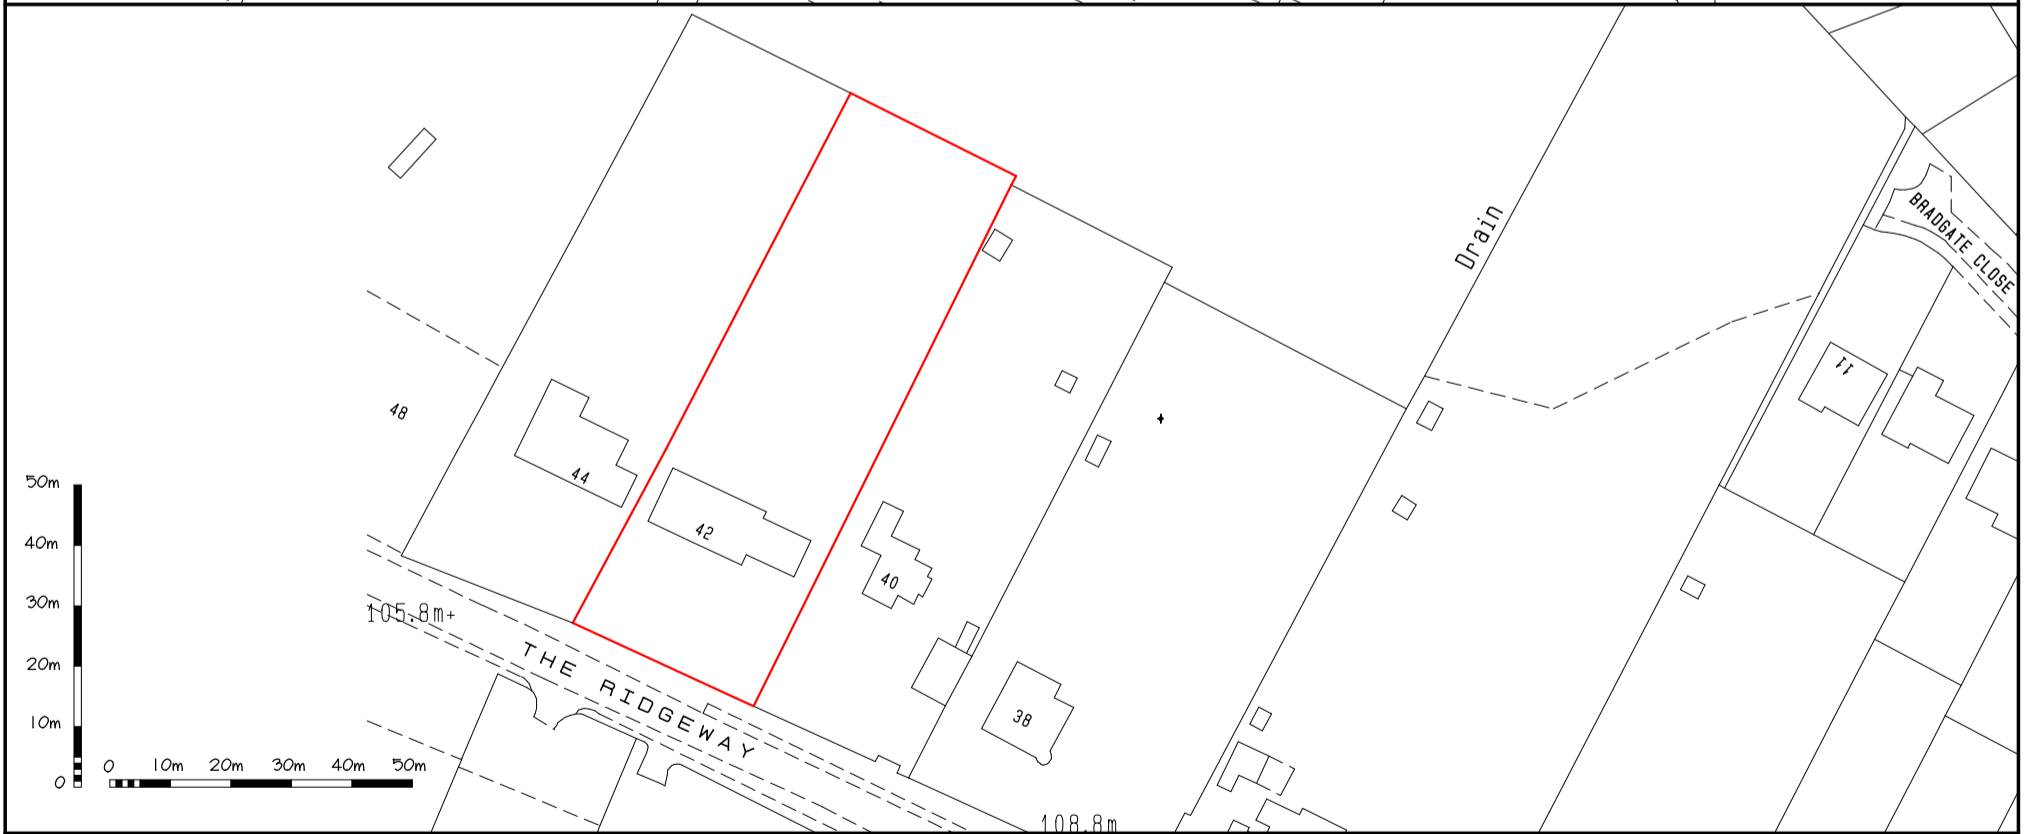 Drain
BRADGATE CLOSE
11
48
44
42
40
38
105.8m+
THE RIDGEWAY
108.8m
50m
40m
30m
20m
10m
0
0 10m 20m 30m 40m 50m